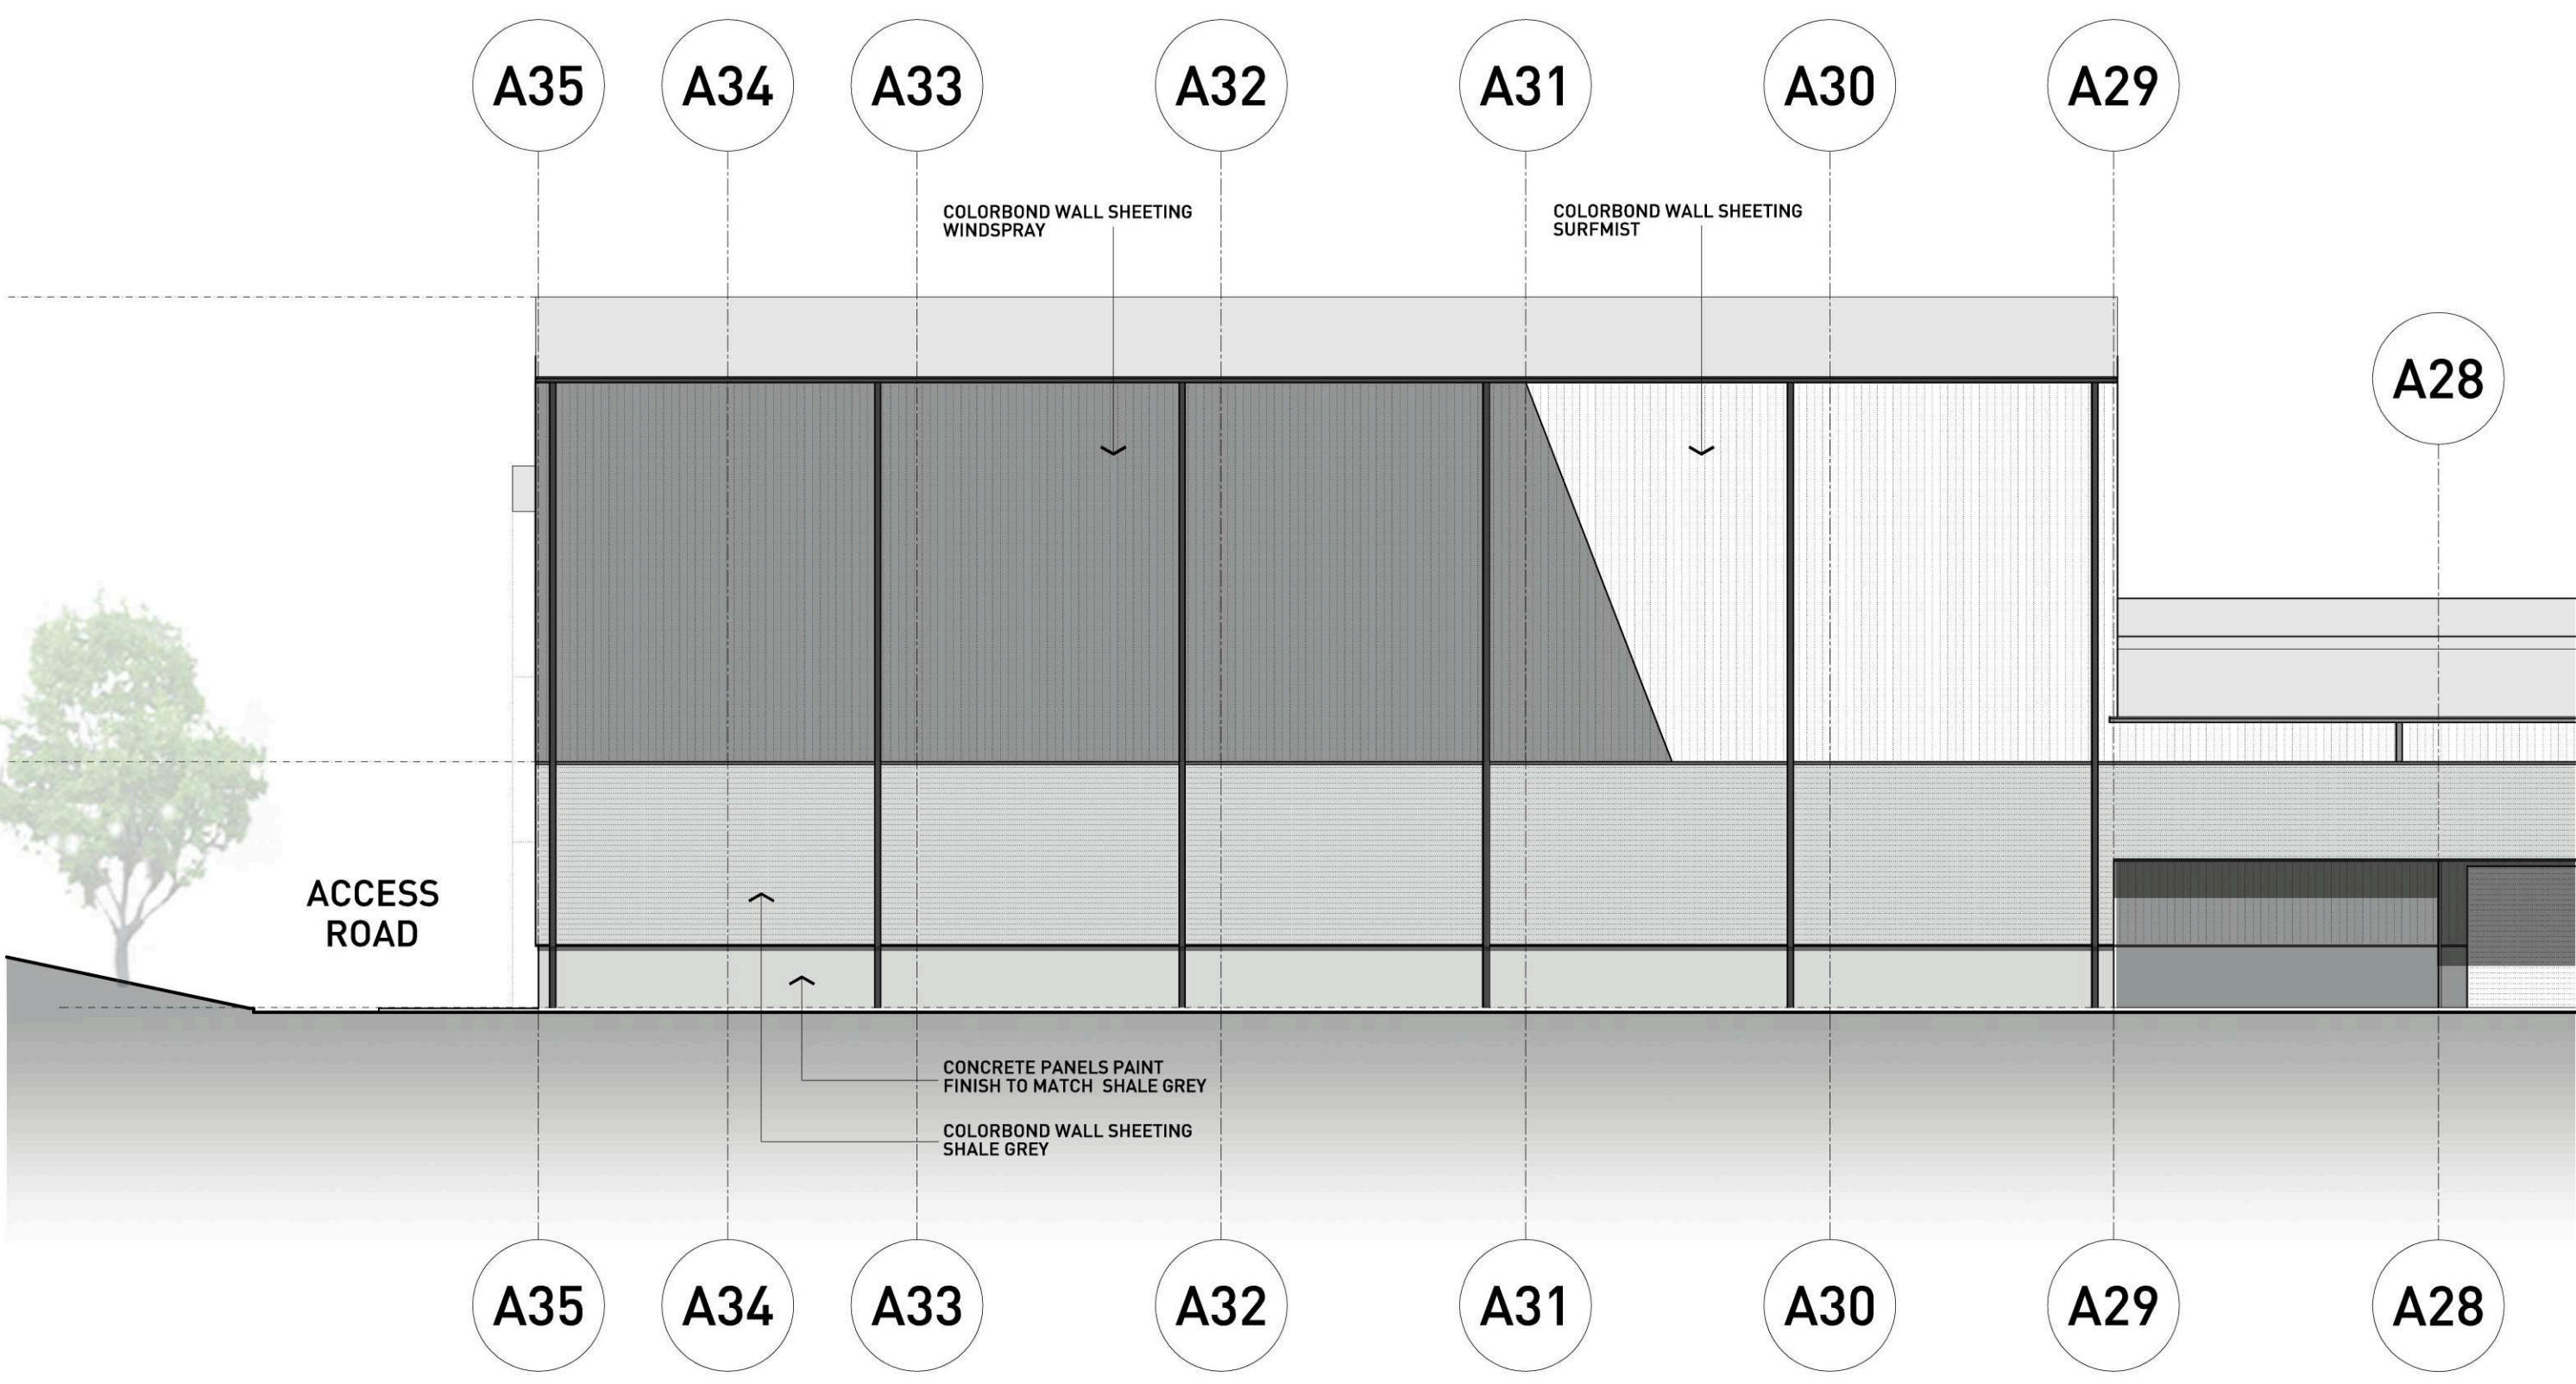 A35
A34
A33
A32
A31
A30
A29
COLORBOND WALL SHEETING
WINDSPRAY
COLORBOND WALL SHEETING
SURFMIST
A28
ACCESS
ROAD
CONCRETE PANELS PAINT
FINISH TO MATCH SHALE GREY
COLORBOND WALL SHEETING
SHALE GREY
A35
A34
A33
A32
A31
A30
A29
A28